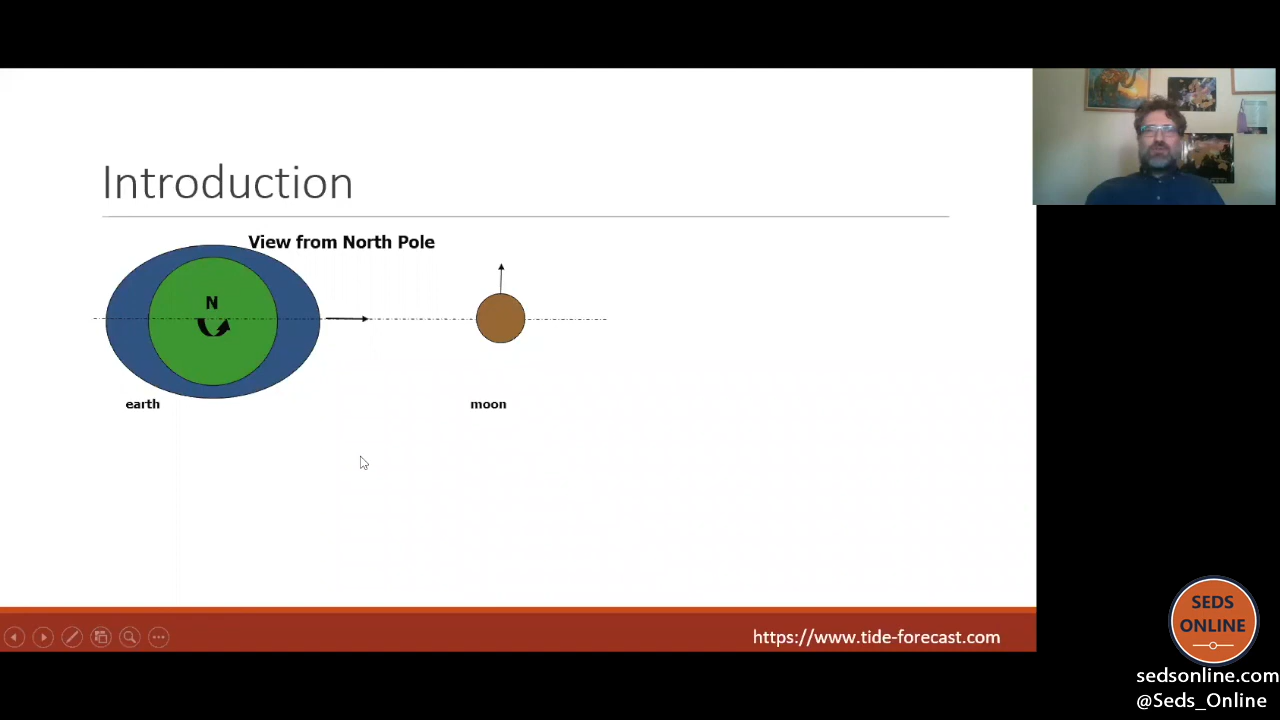 Introduction
View from North Pole
N
earth
moon
https://www.tide-forecast.com
SEDS
ONLINE
sedsonline.com
@Seds_Online